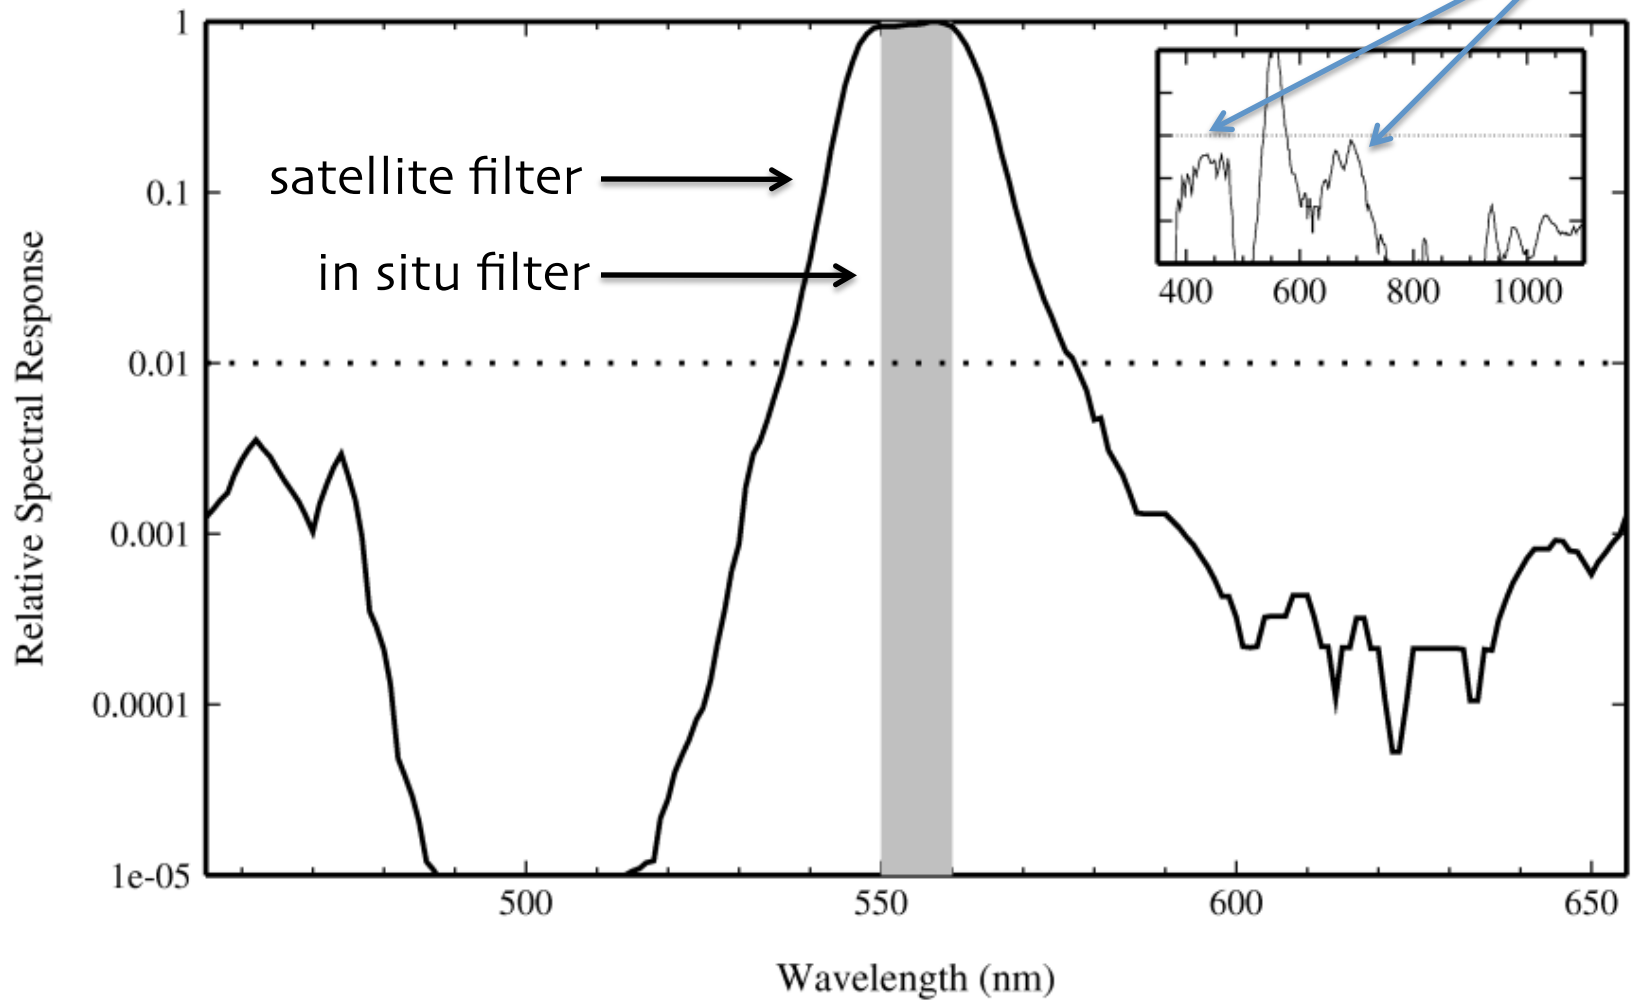 1
0.1
0.01
0.001
0.0001
1e-05
Relative Spectral Response
satellite filter
in situ filter
400 600 800 1000
500 550 600 650
Wavelength (nm)